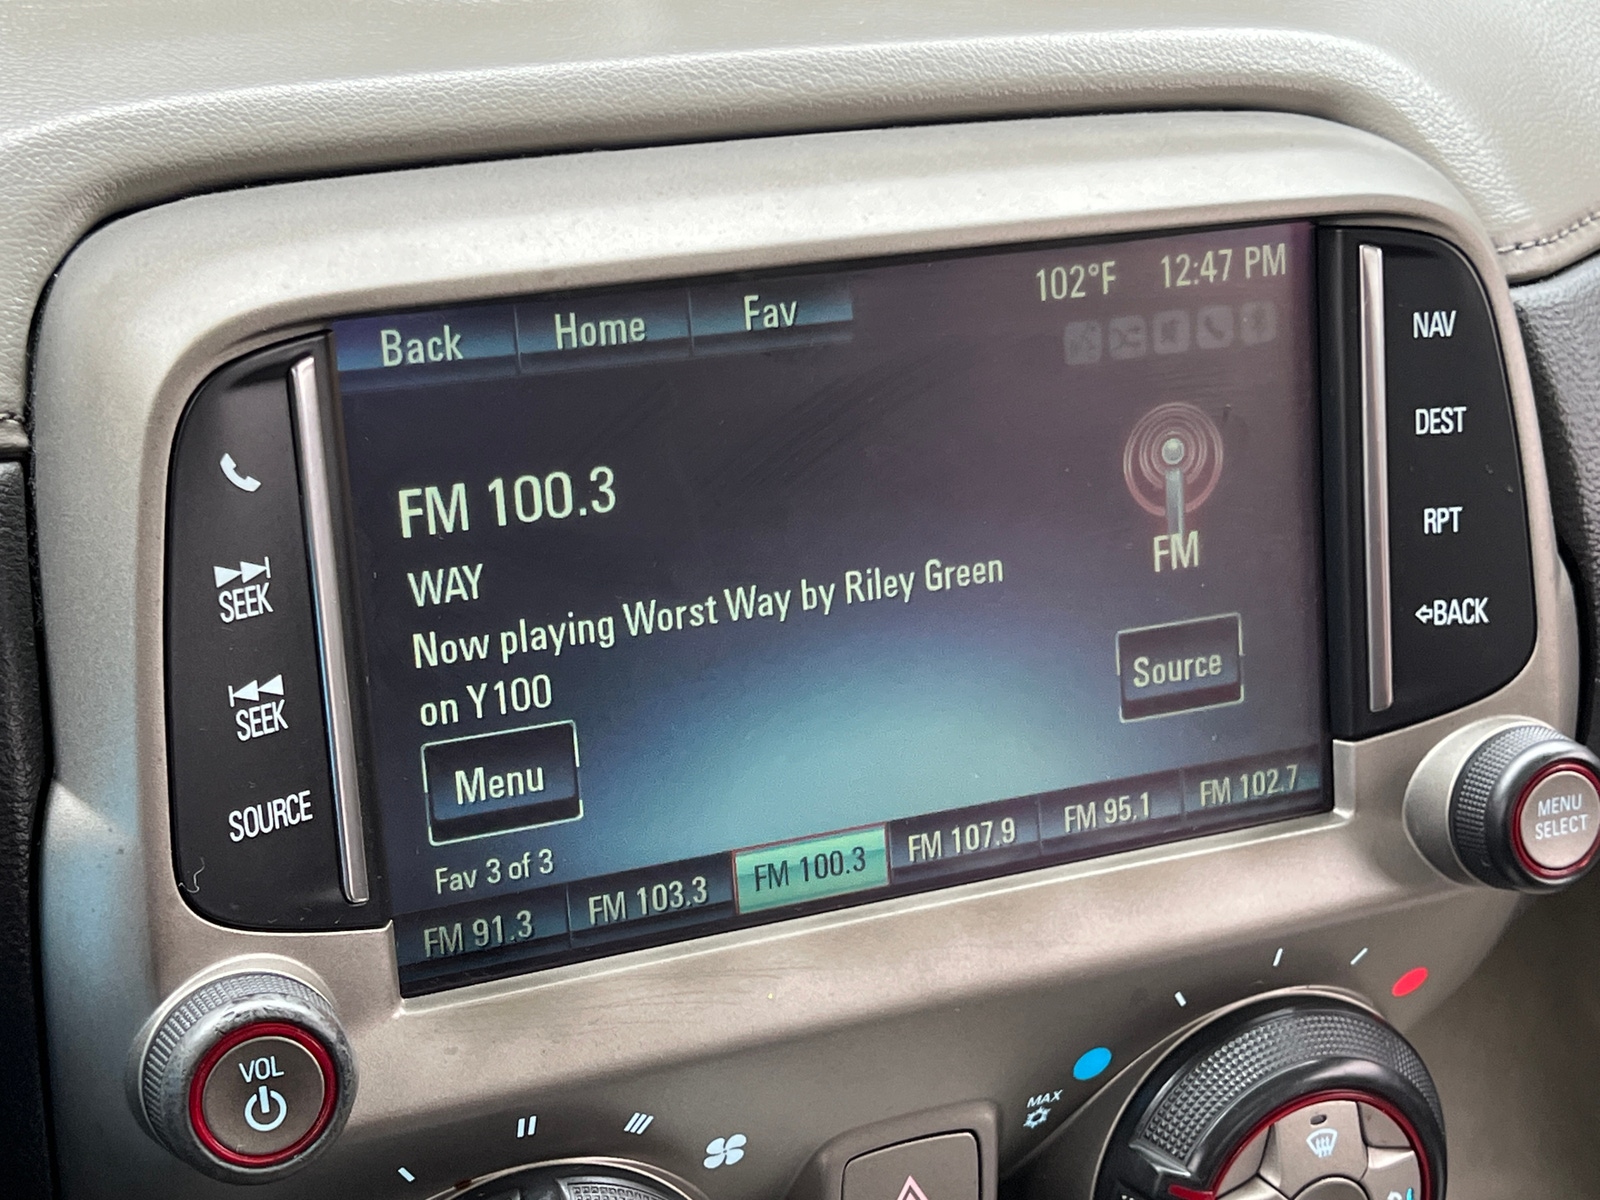 Back Home Fav 102°F 12:47 PM
NAV
DEST
RPT
BACK
SEEK
SEEK
SOURCE
FM 100.3
WAY
Now playing Worst Way by Riley Green
on Y100
FM
Source
Menu
Fav 3 of 3
FM 91.3 FM 103.3 FM 100.3 FM 107.9 FM 95.1 FM 102.7
MENU
SELECT
VOL
MAX